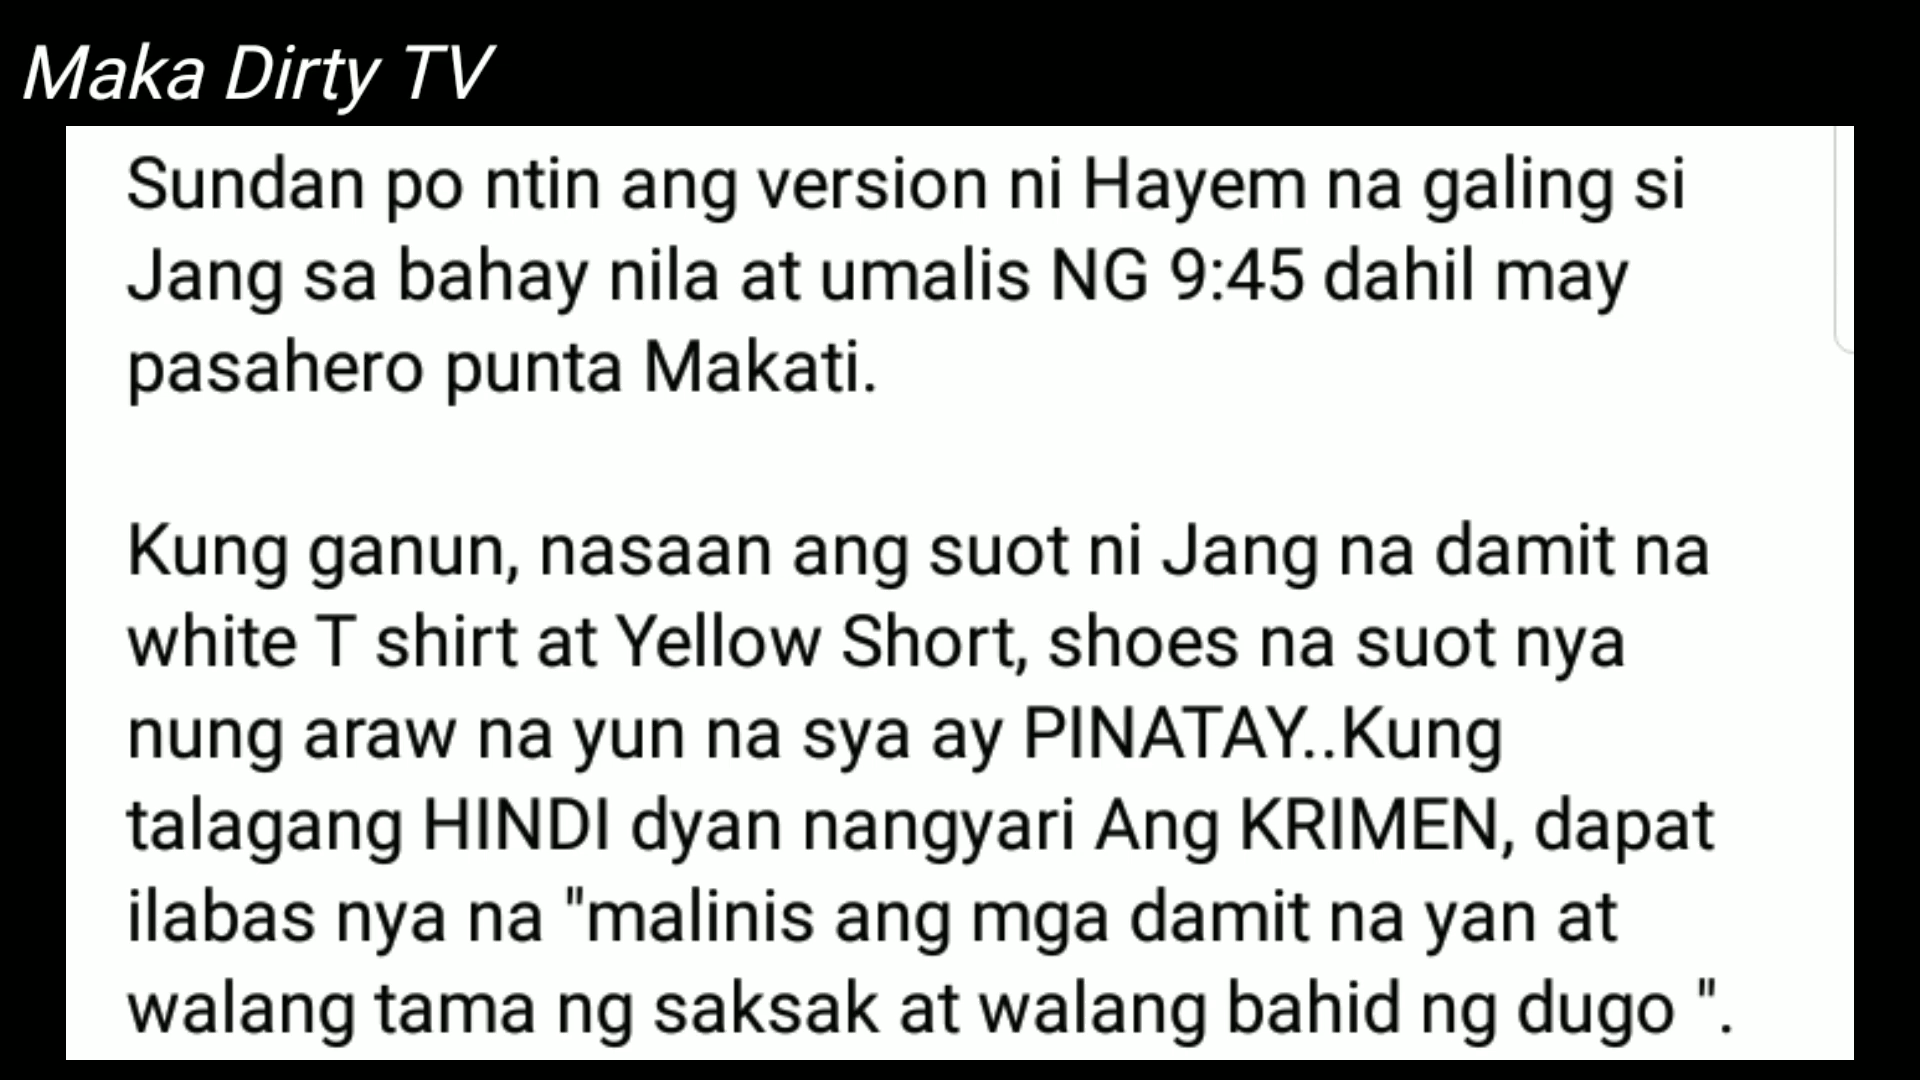 Maka Dirty TV
Sundan po ntin ang version ni Hayem na galing si
Jang sa bahay nila at umalis NG 9:45 dahil may
pasahero punta Makati.
Kung ganun, nasaan ang suot ni Jang na damit na
white T shirt at Yellow Short, shoes na suot nya
nung araw na yun na sya ay PINATAY..Kung
talagang HINDI dyan nangyari Ang KRIMEN, dapat
ilabas nya na "malinis ang mga damit na yan at
walang tama ng saksak at walang bahid ng dugo ".